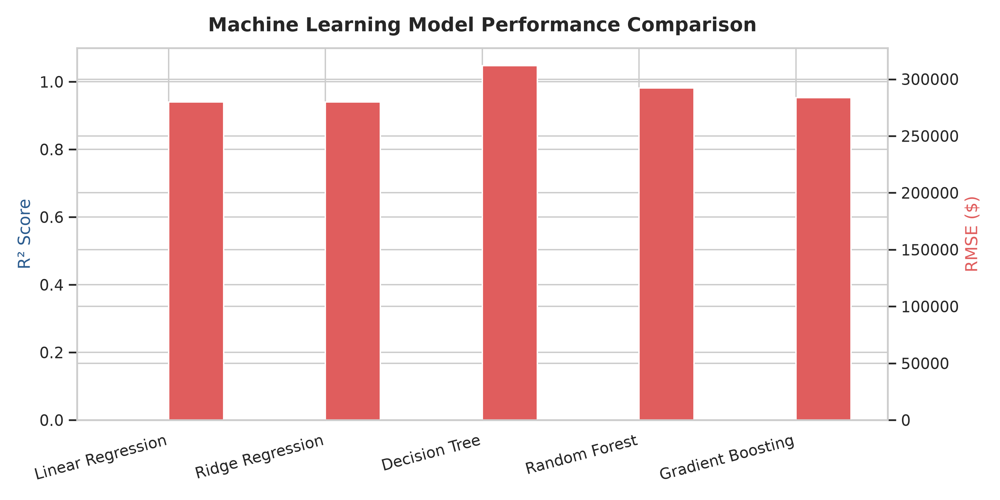 Machine Learning Model Performance Comparison
R² Score
1.0
0.8
0.6
0.4
0.2
0.0
300000
250000
200000
150000
100000
50000
0
RMSE ($)
Linear Regression
Ridge Regression
Decision Tree
Random Forest
Gradient Boosting